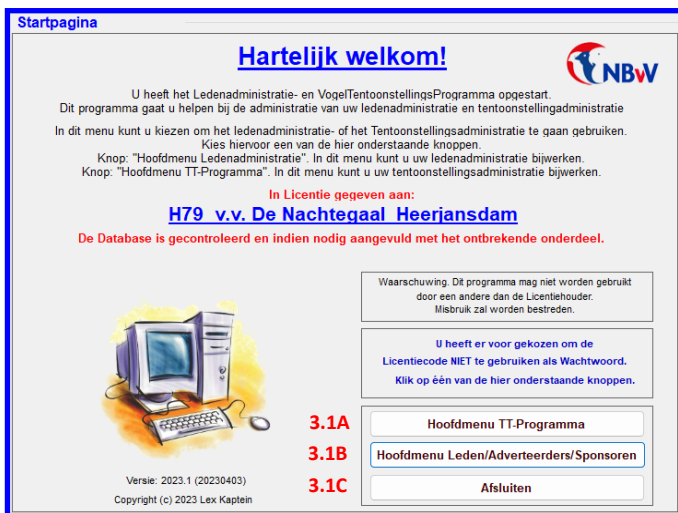 Startpagina
Hartelijk welkom!
NBvV
U heeft het Ledenadministratie- en VogelTentoonstellingsProgramma opgestart.
Dit programma gaat u helpen bij de administratie van uw ledenadministratie en tentoonstellingadministratie
In dit menu kunt u kiezen om het ledenadministratie- of het Tentoonstellingsadministratie te gaan gebruiken.
Kies hiervoor een van de hier onderstaande knoppen.
Knop: "Hoofdmenu Ledenadministratie". In dit menu kunt u uw ledenadministratie bijwerken.
Knop: "Hoofdmenu TT-Programma". In dit menu kunt u uw tentoonstellingsadministratie bijwerken.
In Licentie gegeven aan:
H79 v.v. De Nachtegaal Heerjansdam
De Database is gecontroleerd en indien nodig aangevuld met het ontbrekende onderdeel.
Waarschuwing. Dit programma mag niet worden gebruikt
door een andere dan de Licentiehouder.
Misbruik zal worden bestreden.
U heeft er voor gekozen om de
Licentiecode NIET te gebruiken als Wachtwoord.
Klik op één van de hier onderstaande knoppen.
3.1A Hoofdmenu TT-Programma
3.1B Hoofdmenu Leden/Adverteerders/Sponsoren
3.1C Afsluiten
Versie: 2023.1 (20230403)
Copyright (c) 2023 Lex Kaptein